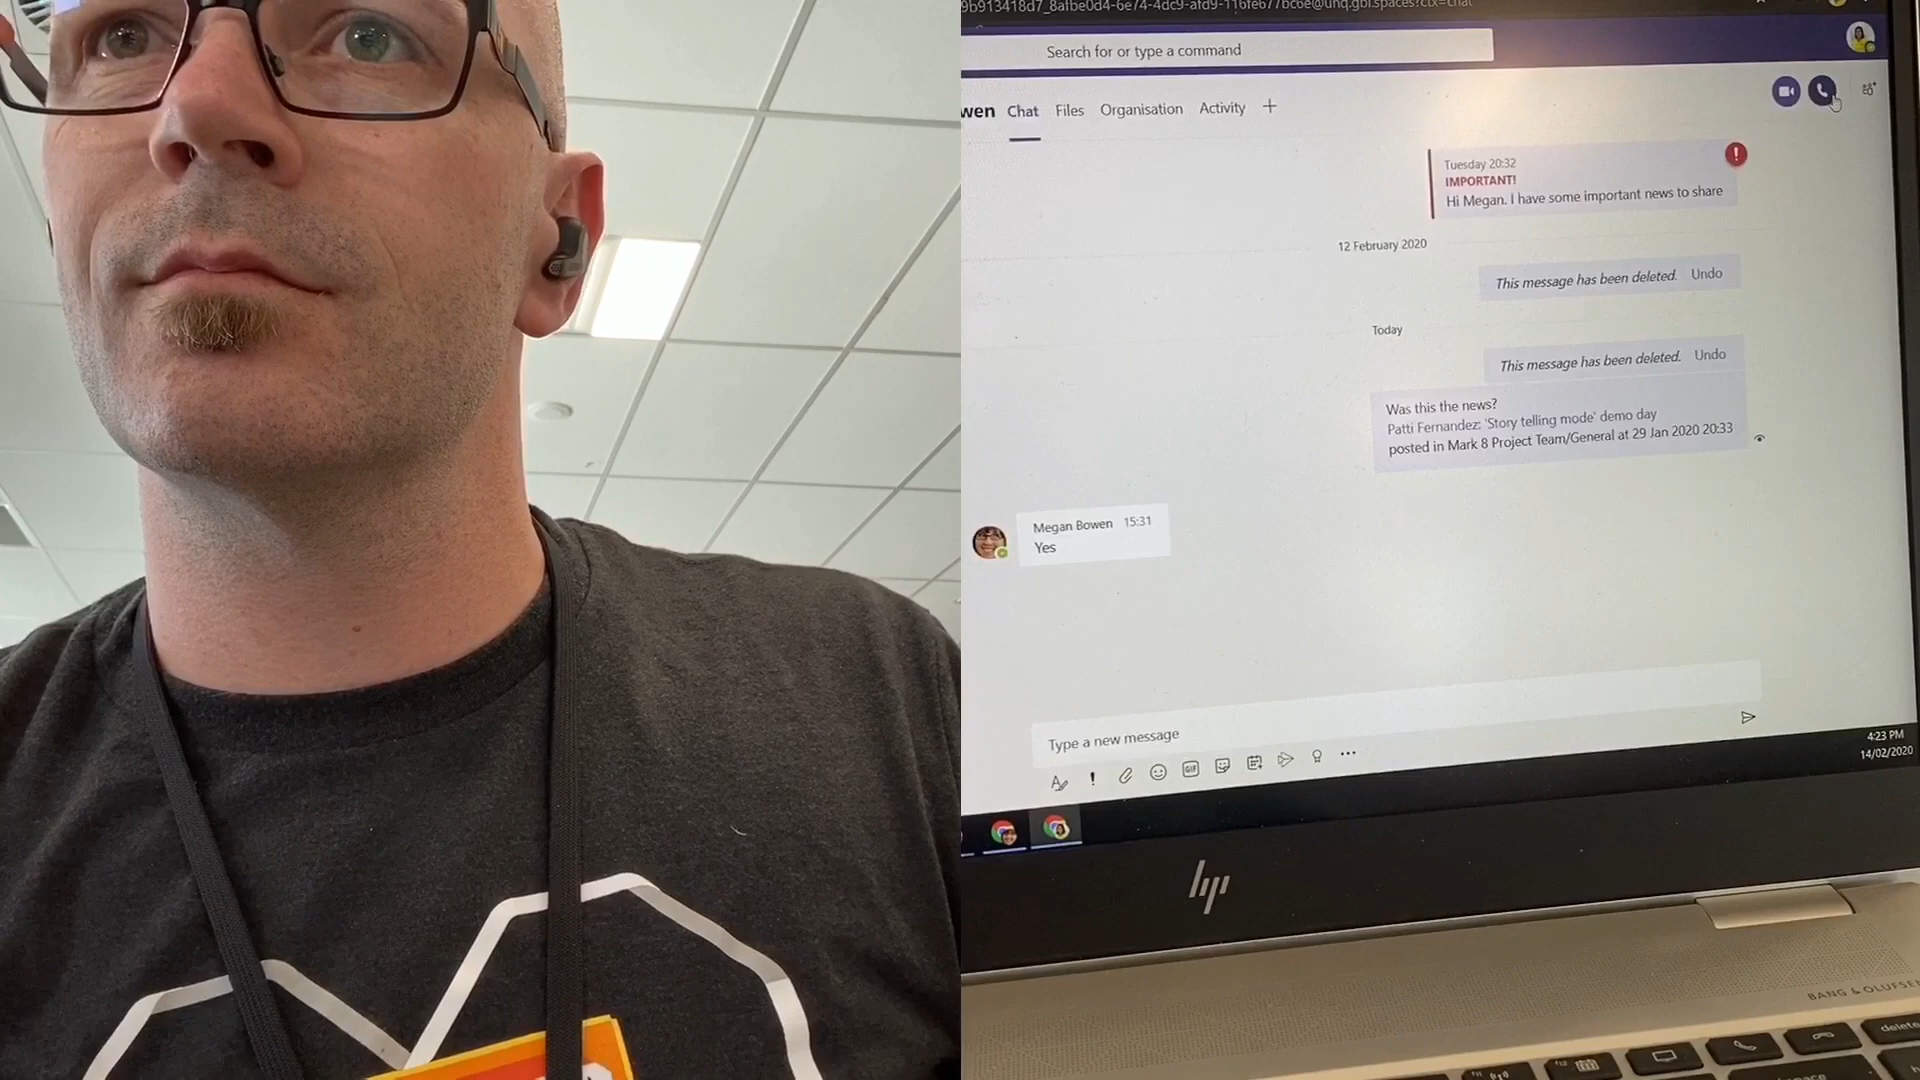 Search for or type a command
wen Chat Files Organisation Activity
Tuesday 20:32
IMPORTANT!
Hi Megan. I have some important news to share
12 February 2020
This message has been deleted. Undo
Today
This message has been deleted. Undo
Was this the news?
Patti Fernandez: 'Story telling mode' demo day
posted in Mark 8 Project Team/General at 29 Jan 2020 20:33
Megan Bowen 15:31
Yes
Type a new message
GIF
4:23 PM
14/02/2020
hp
BANG & OLUFSEN
delete